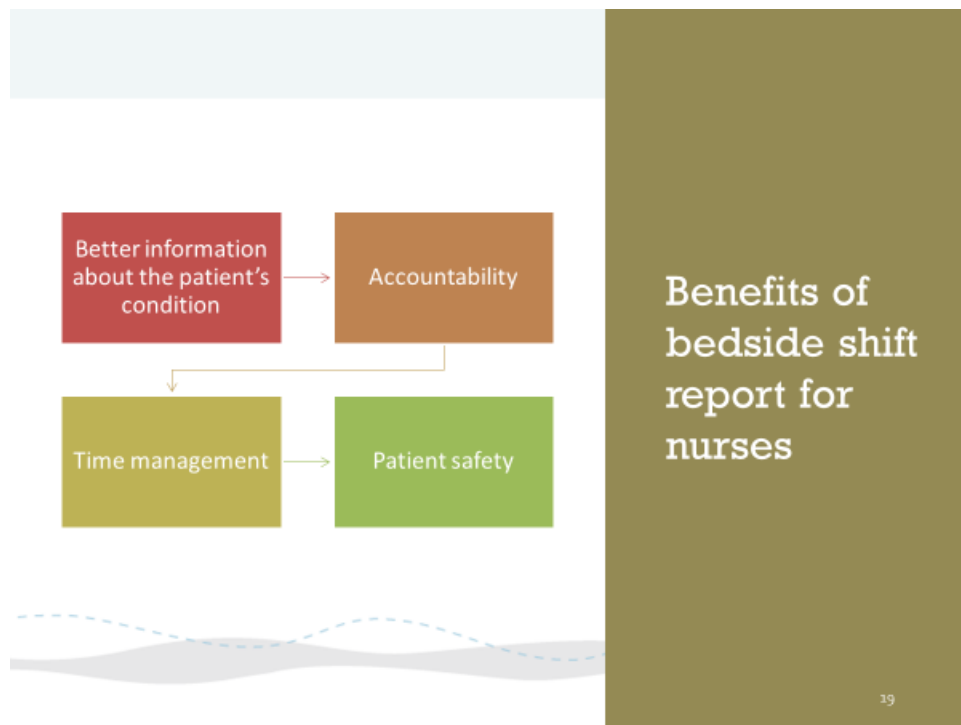 Better information
about the patient's
condition
Accountability
Time management
Patient safety
Benefits of
bedside shift
report for
nurses
19